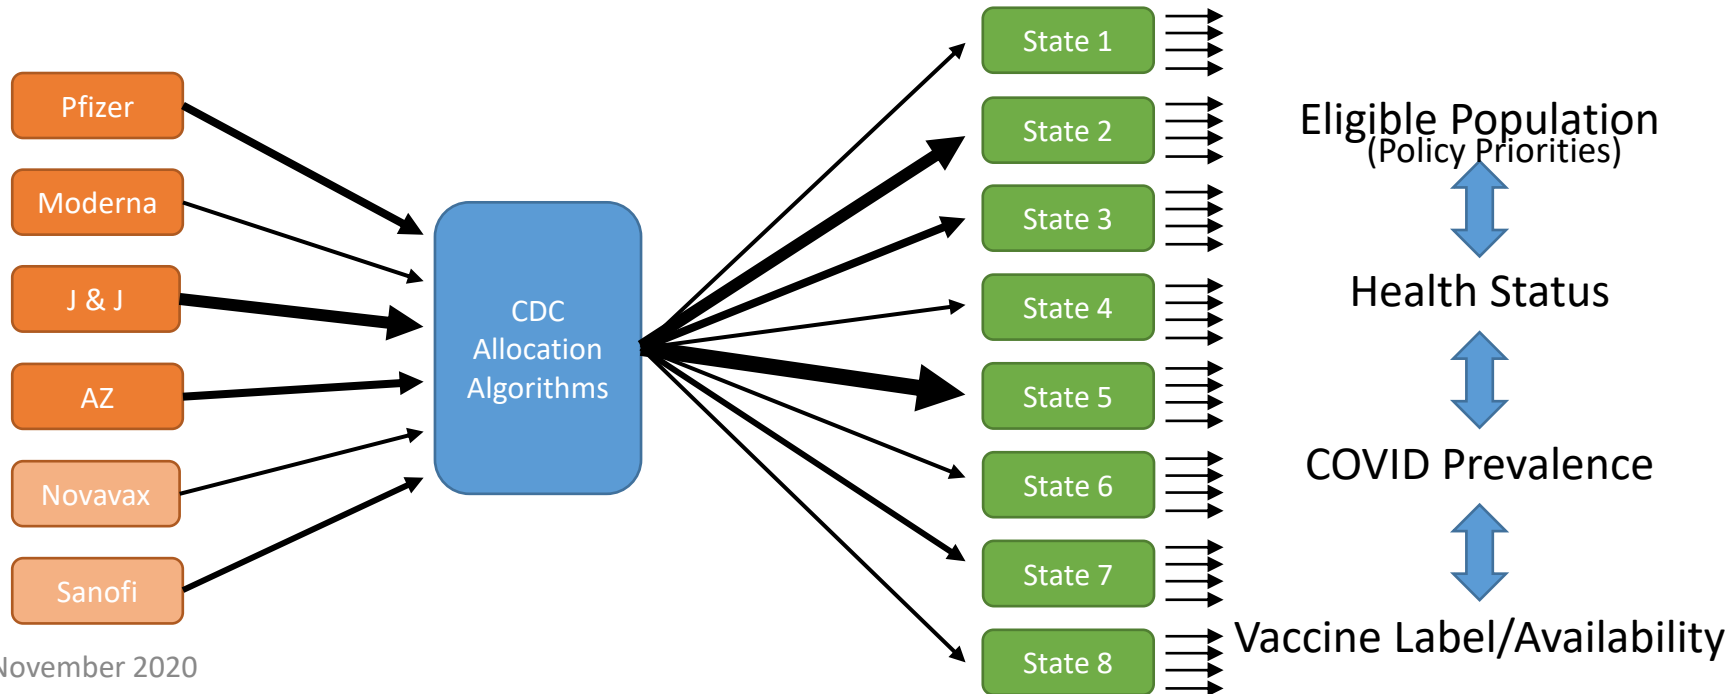 Pfizer
Moderna
J & J
AZ
Novavax
Sanofi
November 2020
CDC
Allocation
Algorithms
State 1
State 2
State 3
State 4
State 5
State 6
State 7
State 8
Eligible Population
(Policy Priorities)
Health Status
COVID Prevalence
Vaccine Label/Availability